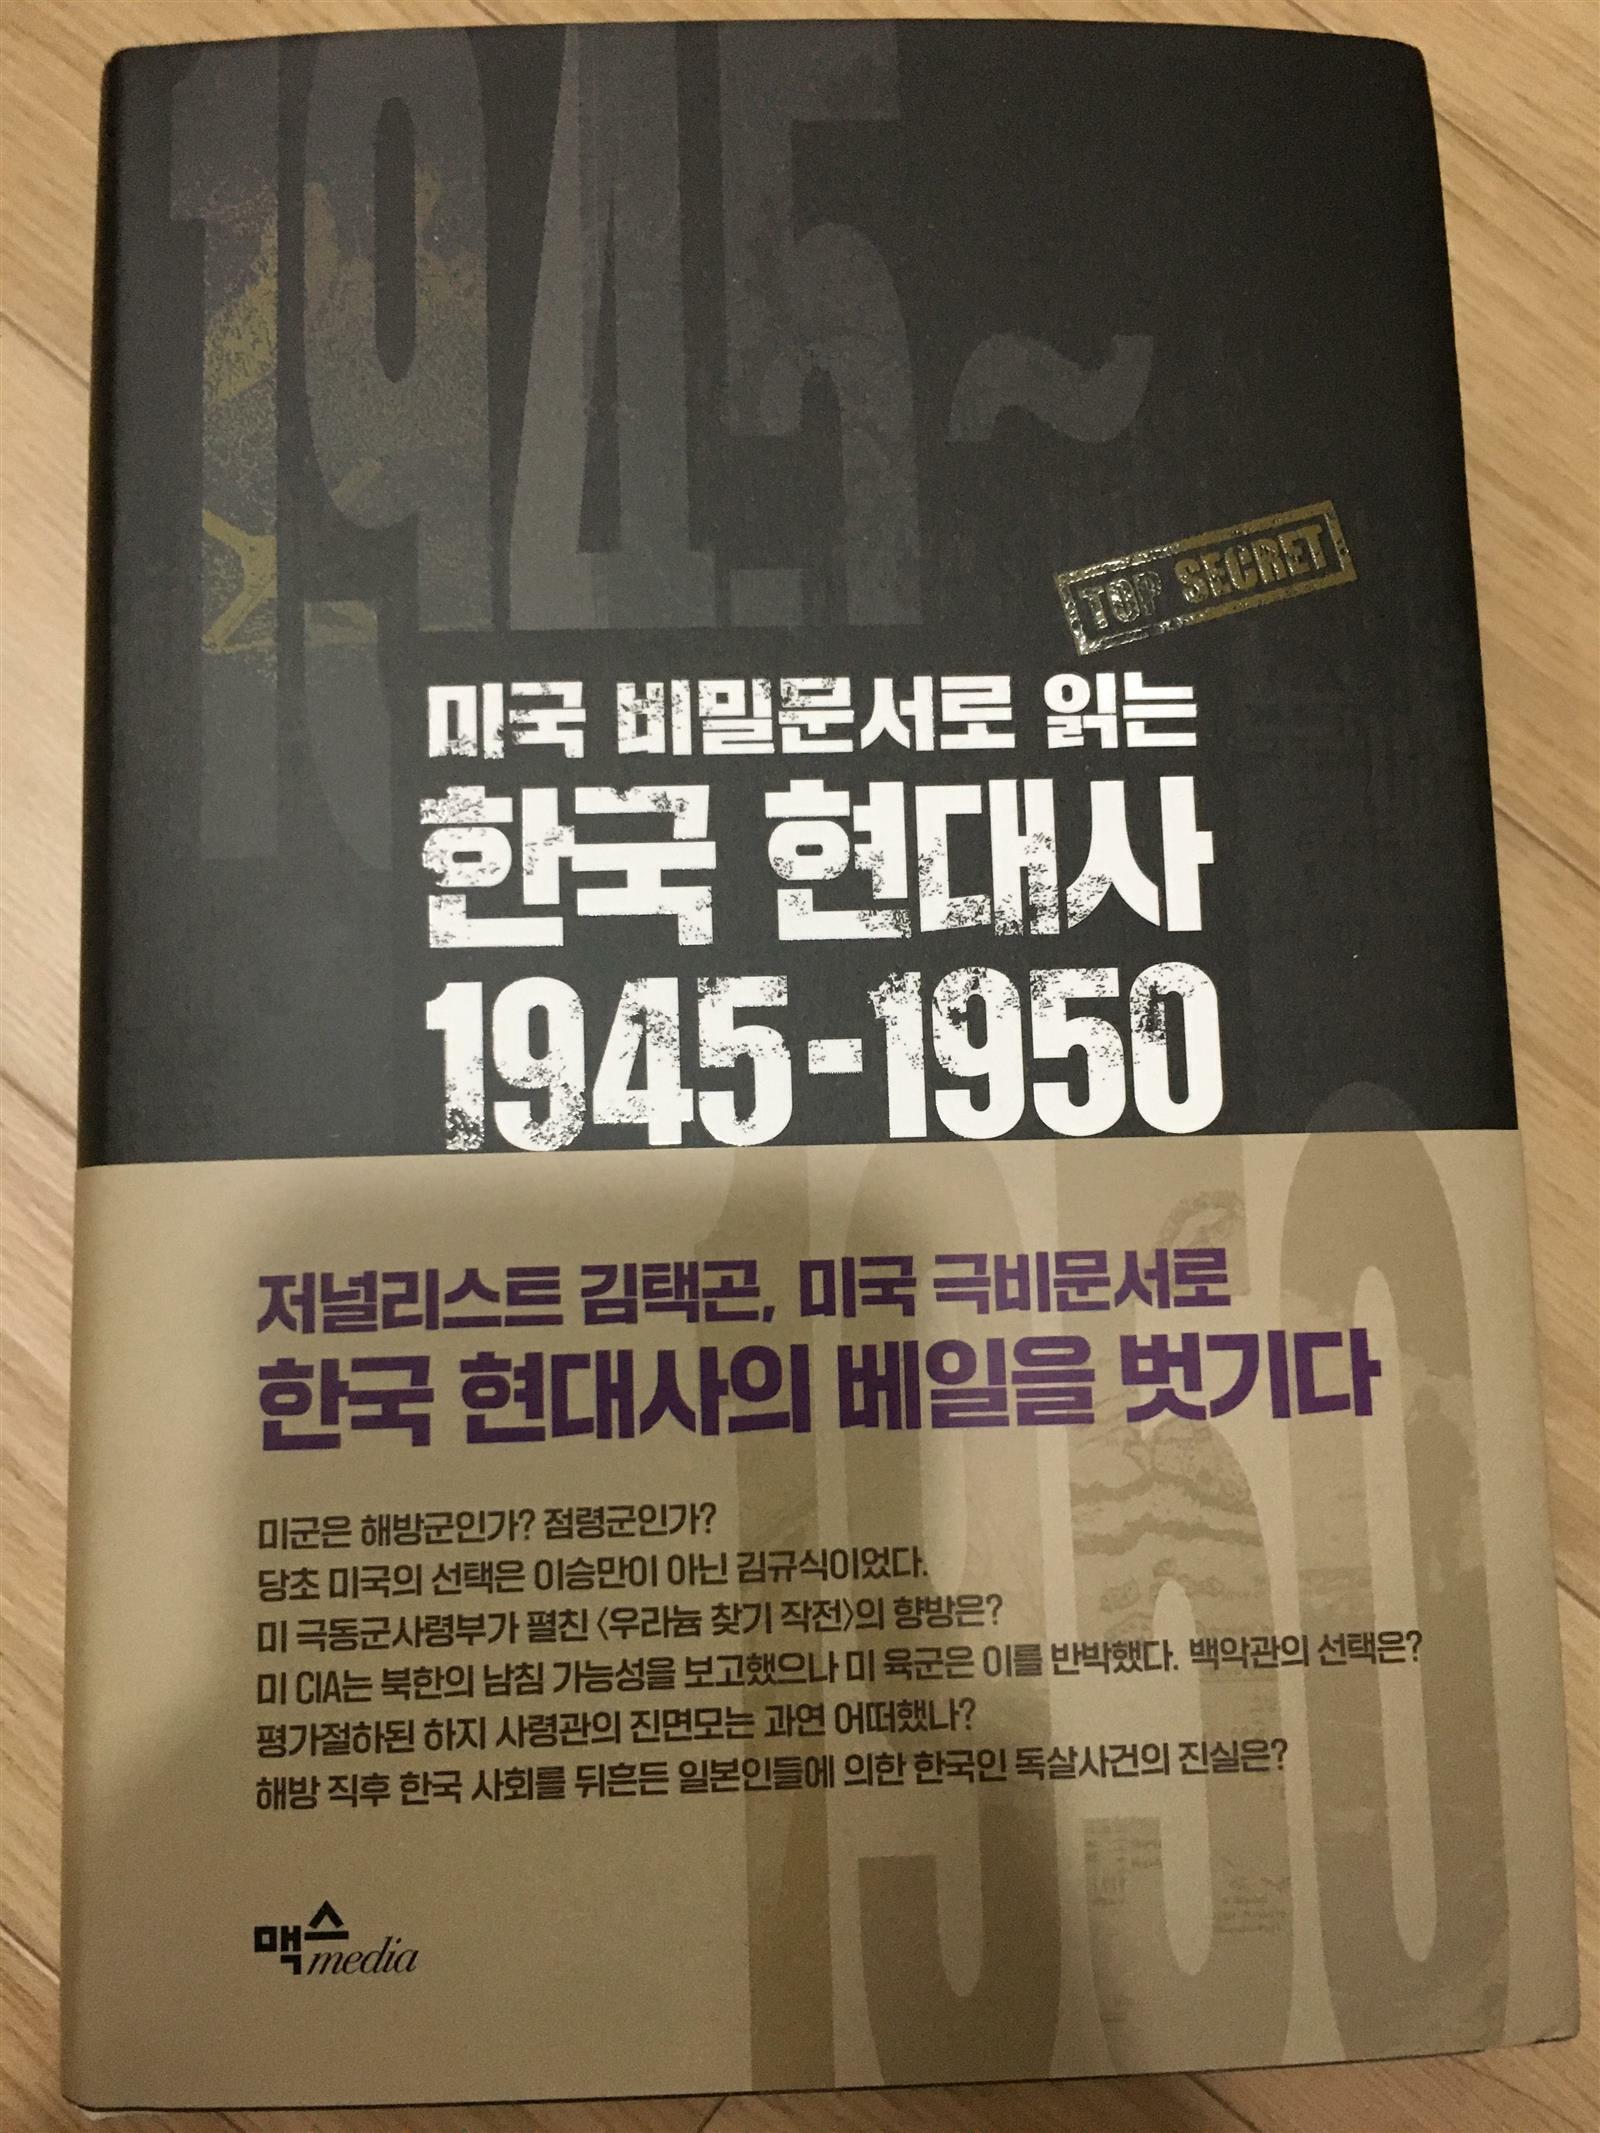 1945~
TOP SECRET
미국 비밀문서로 읽는
한국 현대사
1945-1950
1950
저널리스트 김택곤, 미국 극비문서로
한국 현대사의 베일을 벗기다
미군은 해방군인가? 점령군인가?
당초 미국의 선택은 이승만이 아닌 김규식이었다.
미 극동군사령부가 펼친 〈우라늄 찾기 작전〉의 향방은?
미 CIA는 북한의 남침 가능성을 보고했으나 미 육군은 이를 반박했다. 백악관의 선택은?
평가절하된 하지 사령관의 진면모는 과연 어떠했나?
해방 직후 한국 사회를 뒤흔든 일본인들에 의한 한국인 독살사건의 진실은?
맥스media